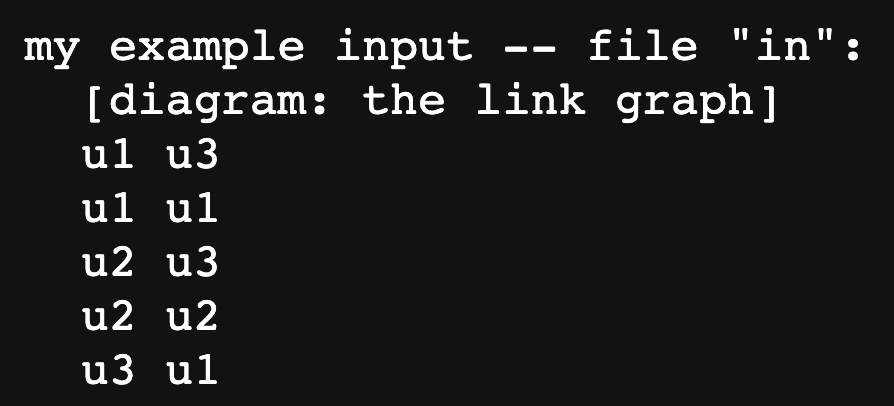 my example input -- file "in":
[diagram: the link graph]
u1 u3
u1 u1
u2 u3
u2 u2
u3 u1